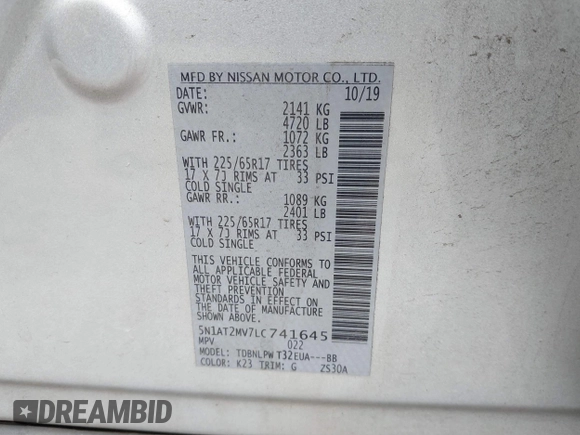 MFD BY NISSAN MOTOR CO., LTD.
DATE: 10/19
GVWR: 2141 KG
4720 LB
GAWR FR.: 1072 KG
2363 LB
WITH 225/65R17 TIRES
17 X 7J RIMS AT 33 PSI
COLD SINGLE
GAWR RR.: 1089 KG
2401 LB
WITH 225/65R17 TIRES
17 X 7J RIMS AT 33 PSI
COLD SINGLE
THIS VEHICLE CONFORMS TO
ALL APPLICABLE FEDERAL
MOTOR VEHICLE SAFETY AND
THEFT PREVENTION
STANDARDS IN EFFECT ON
THE DATE OF MANUFACTURE
SHOWN ABOVE.
5N1AT2MV7LC741645
MPV 022
MODEL: TDBNLPW T32EUA---BB
COLOR: K23 TRIM: G ZS30A
DREAMBID